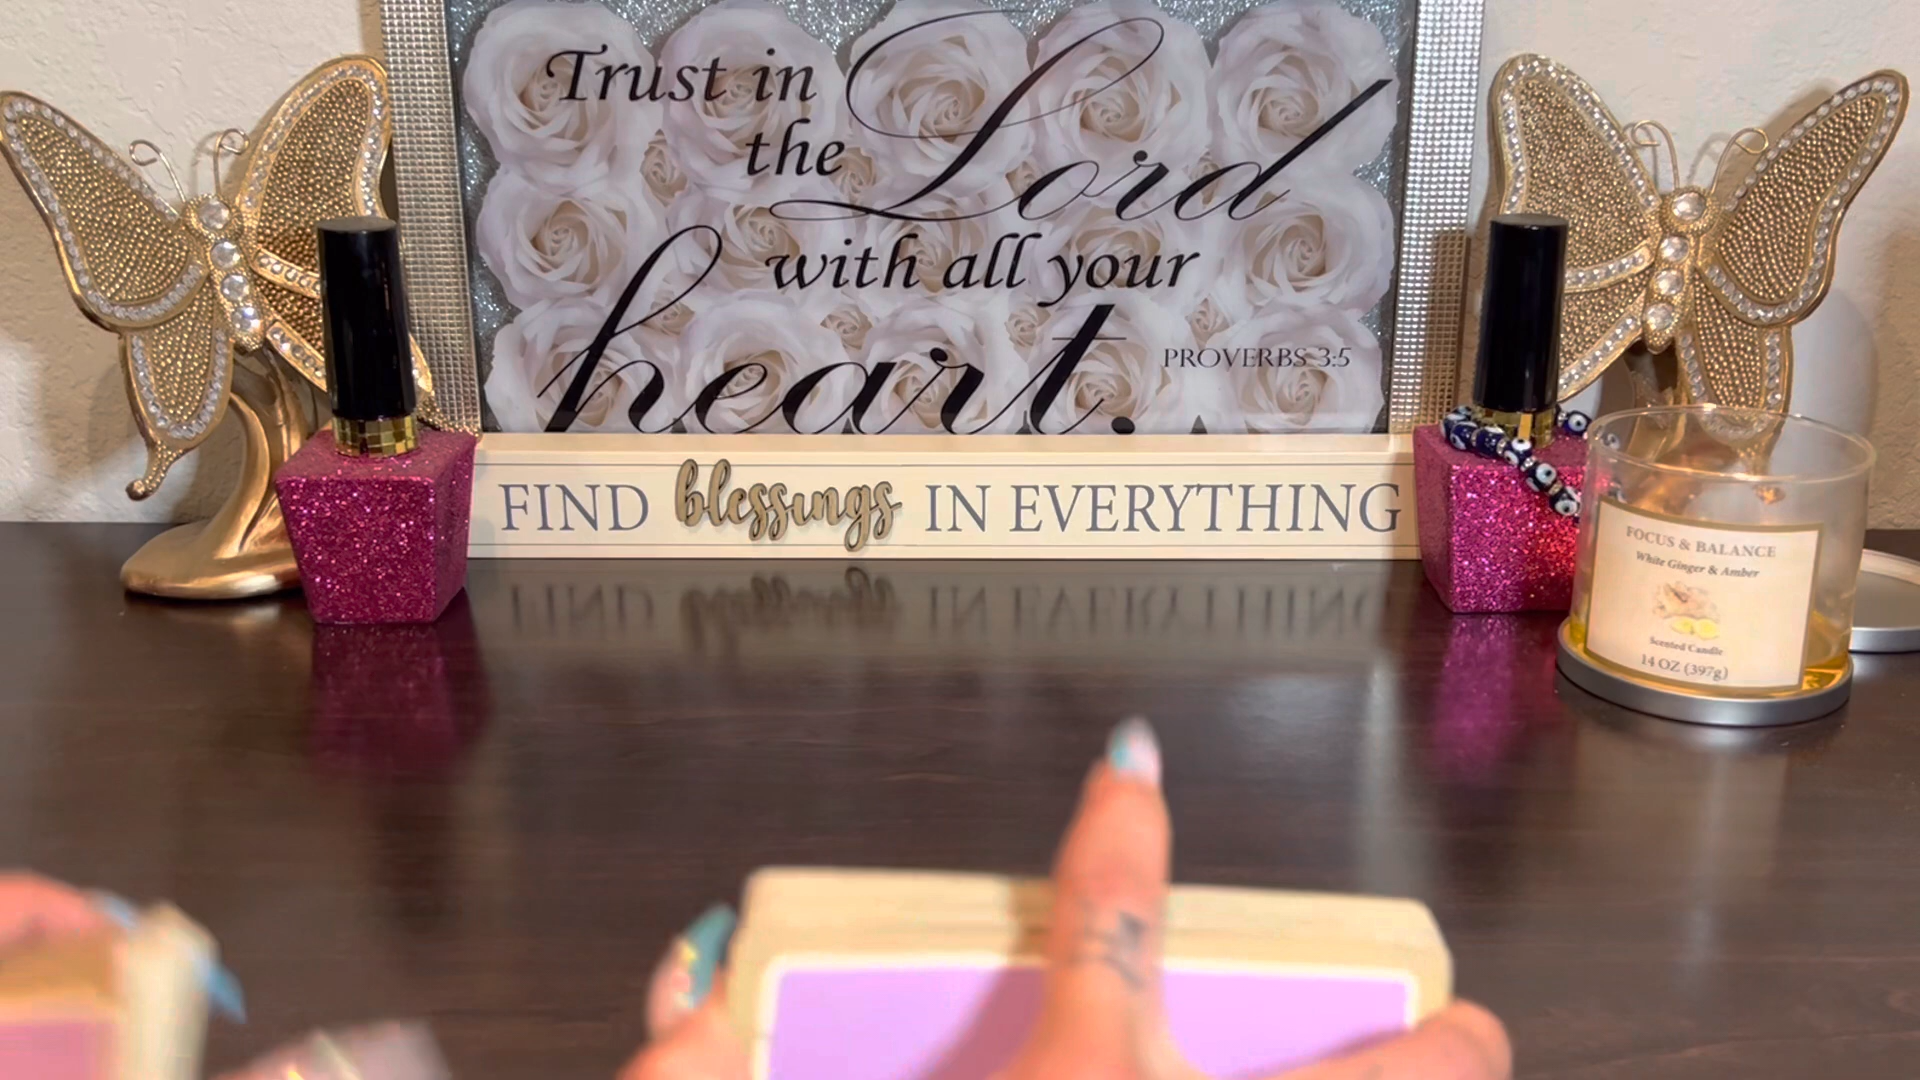 Trust in
the Lord
with all your
heart.
PROVERBS 3:5
FIND blessings IN EVERYTHING
FOCUS & BALANCE
White Ginger & Amber
Scented Candle
14 OZ (397g)